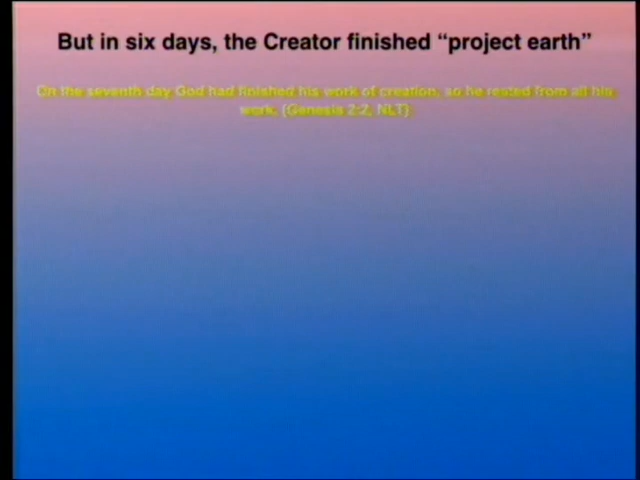 But in six days, the Creator finished “project earth”
On the seventh day God had finished his work of creation, so he rested from all his
work. (Genesis 2:2, NLT)